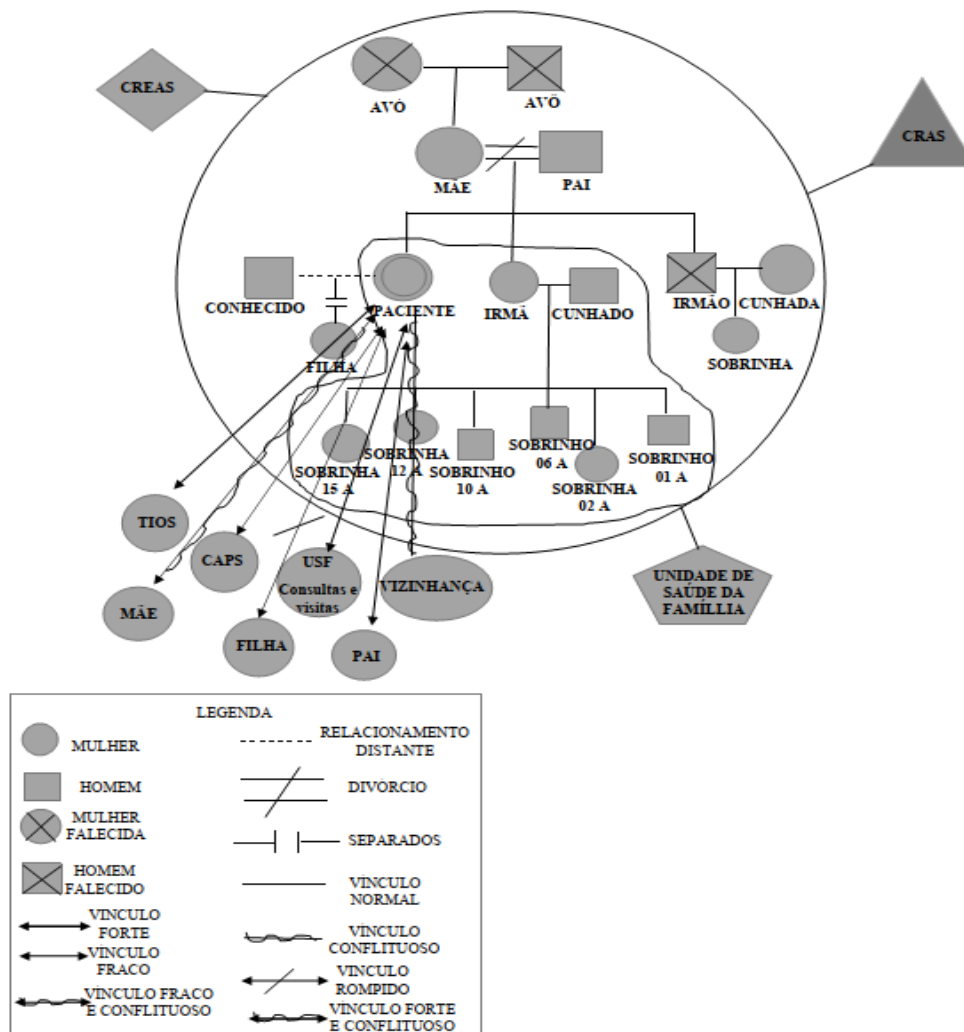 CREAS
AVÓ
AVÔ
CRAS
MÃE
PAI
CONHECIDO
PACIENTE
IRMÃ
CUNHADO
IRMÃO
CUNHADA
FILHA
SOBRINHA
SOBRINHA
15 A
SOBRINHA
12 A
SOBRINHO
10 A
SOBRINHO
06 A
SOBRINHA
02 A
SOBRINHO
01 A
TIOS
CAPS
USF
Consultas e
visitas
VIZINHANÇA
UNIDADE DE
SAÚDE DA
FAMÍLLIA
MÃE
FILHA
PAI
LEGENDA
MULHER
HOMEM
MULHER
FALECIDA
HOMEM
FALECIDO
VINCULO
FORTE
VÍNCULO
FRACO
VÍNCULO FRACO
E CONFLITUOSO
RELACIONAMENTO
DISTANTE
DIVÓRCIO
SEPARADOS
VÍNCULO
NORMAL
VÍNCULO
CONFLITUOSO
VINCULO
ROMPIDO
VÍNCULO FORTE
E CONFLITUOSO